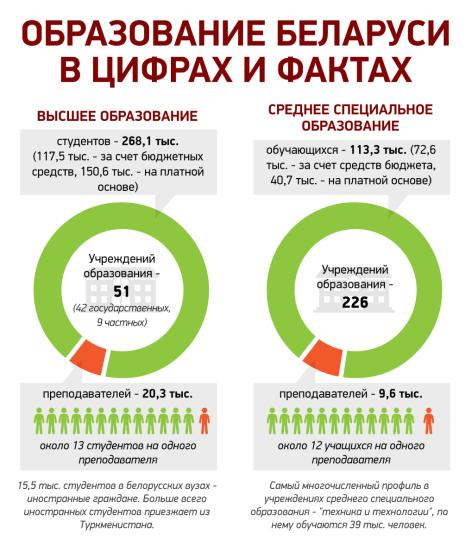 ОБРАЗОВАНИЕ БЕЛАРУСИ
В ЦИФРАХ И ФАКТАХ
ВЫСШЕЕ ОБРАЗОВАНИЕ
студентов - 268,1 тыс.
(117,5 тыс. - за счет бюджетных
средств, 150,6 тыс. - на платной
основе)
Учреждений
образования -
51
(42 государственных,
9 частных)
преподавателей - 20,3 тыс.
около 13 студентов на одного
преподавателя
15,5 тыс. студентов в белорусских вузах -
иностранные граждане. Больше всего
иностранных студентов приезжает из
Туркменистана.
СРЕДНЕЕ СПЕЦИАЛЬНОЕ
ОБРАЗОВАНИЕ
обучающихся - 113,3 тыс. (72,6
тыс. - за счет средств бюджета,
40,7 тыс. - на платной основе)
Учреждений
образования -
226
преподавателей - 9,6 тыс.
около 12 учащихся на одного
преподавателя
Самый многочисленный профиль в
учреждениях среднего специального
образования - "техника и технологии", по
нему обучаются 39 тыс. человек.